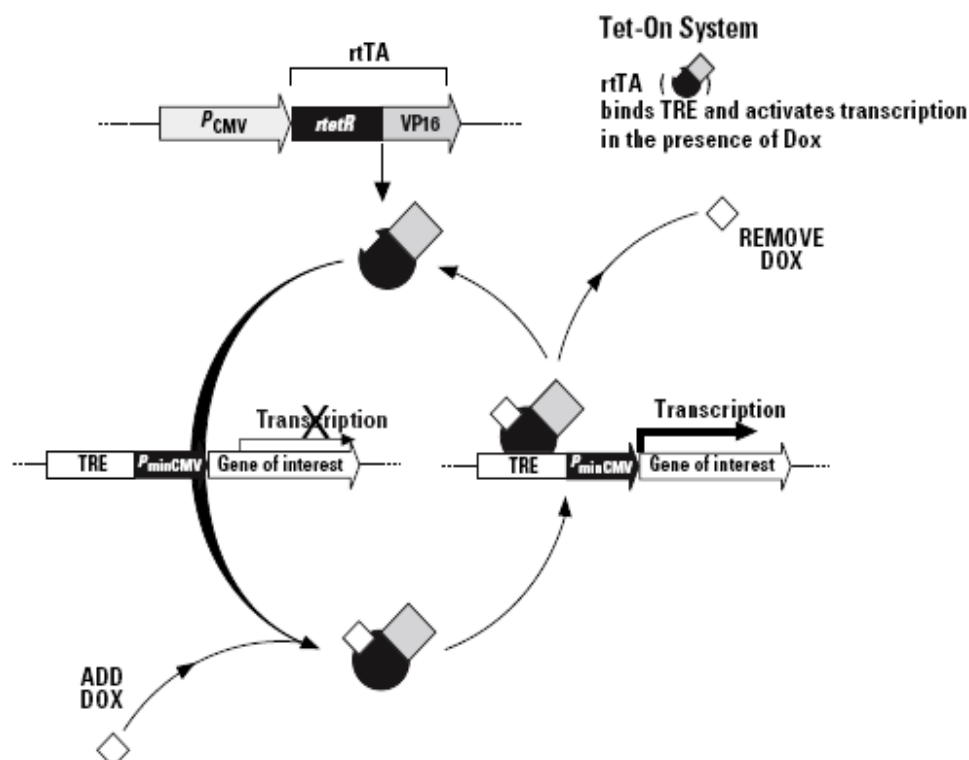 Tet-On System
rtTA
rtTA ( )
binds TRE and activates transcription
in the presence of Dox
PCMV rtetR VP16
REMOVE
DOX
Transcription
X
TRE PminCMV Gene of interest
Transcription
TRE PminCMV Gene of interest
ADD
DOX